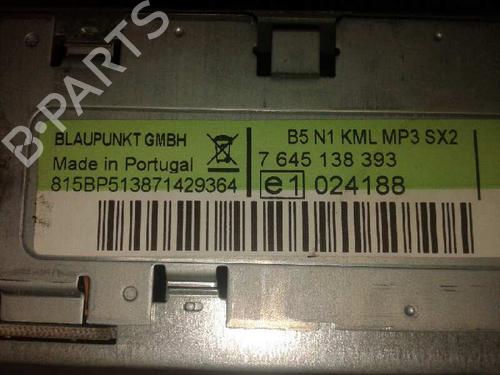 B-PARTS
BLAUPUNKT GMBH
B5 N1 KML MP3 SX2
Made in Portugal
7 645 138 393
815BP513871429364
e1 024188